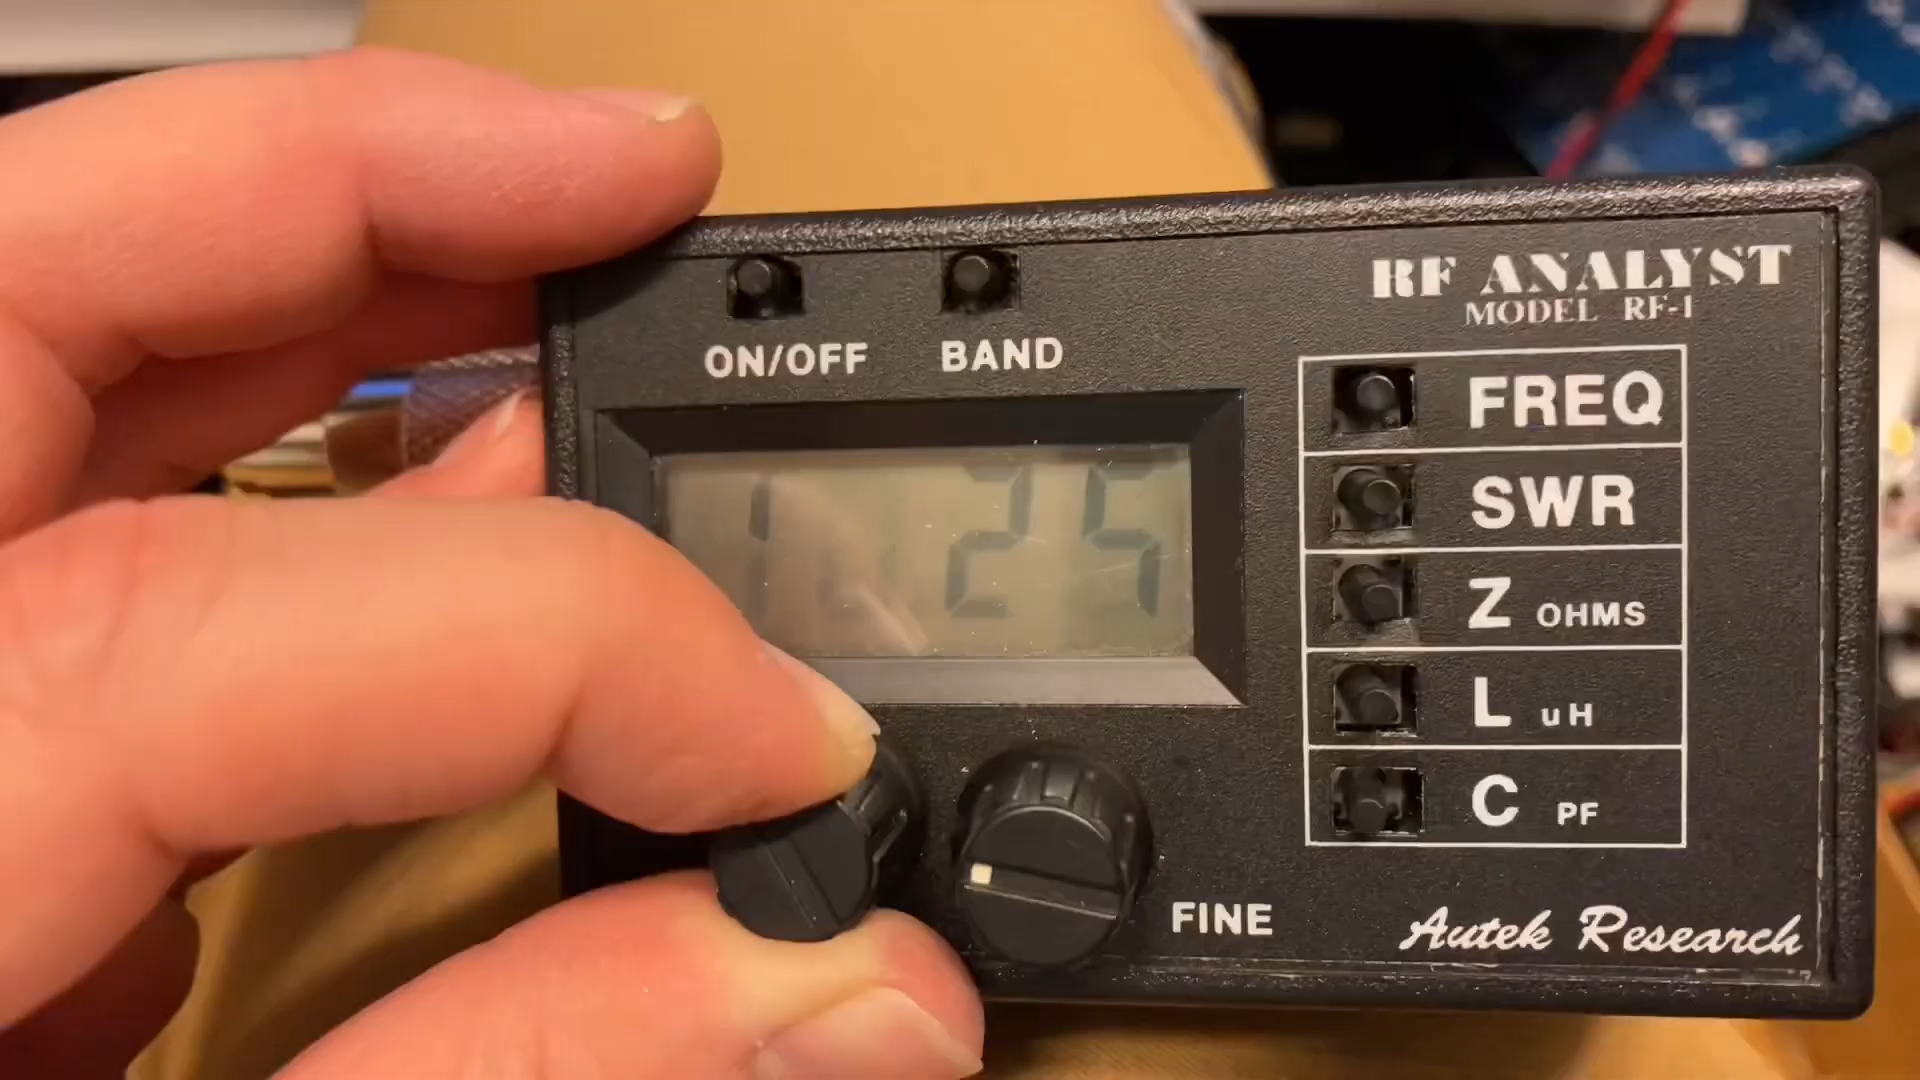 RF ANALYST
MODEL RF-1
ON/OFF BAND
FREQ
SWR
Z OHMS
L uH
C PF
FINE
Autek Research